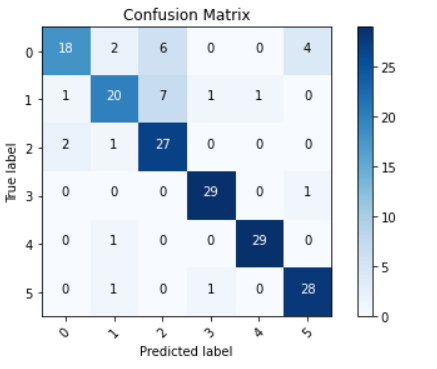 Confusion Matrix
0 18 2 6 0 0 4
1 1 20 7 1 1 0
2 2 1 27 0 0 0
3 0 0 0 29 0 1
4 0 1 0 0 29 0
5 0 1 0 1 0 28
0 1 2 3 4 5
True label
Predicted label
25
20
15
10
5
0